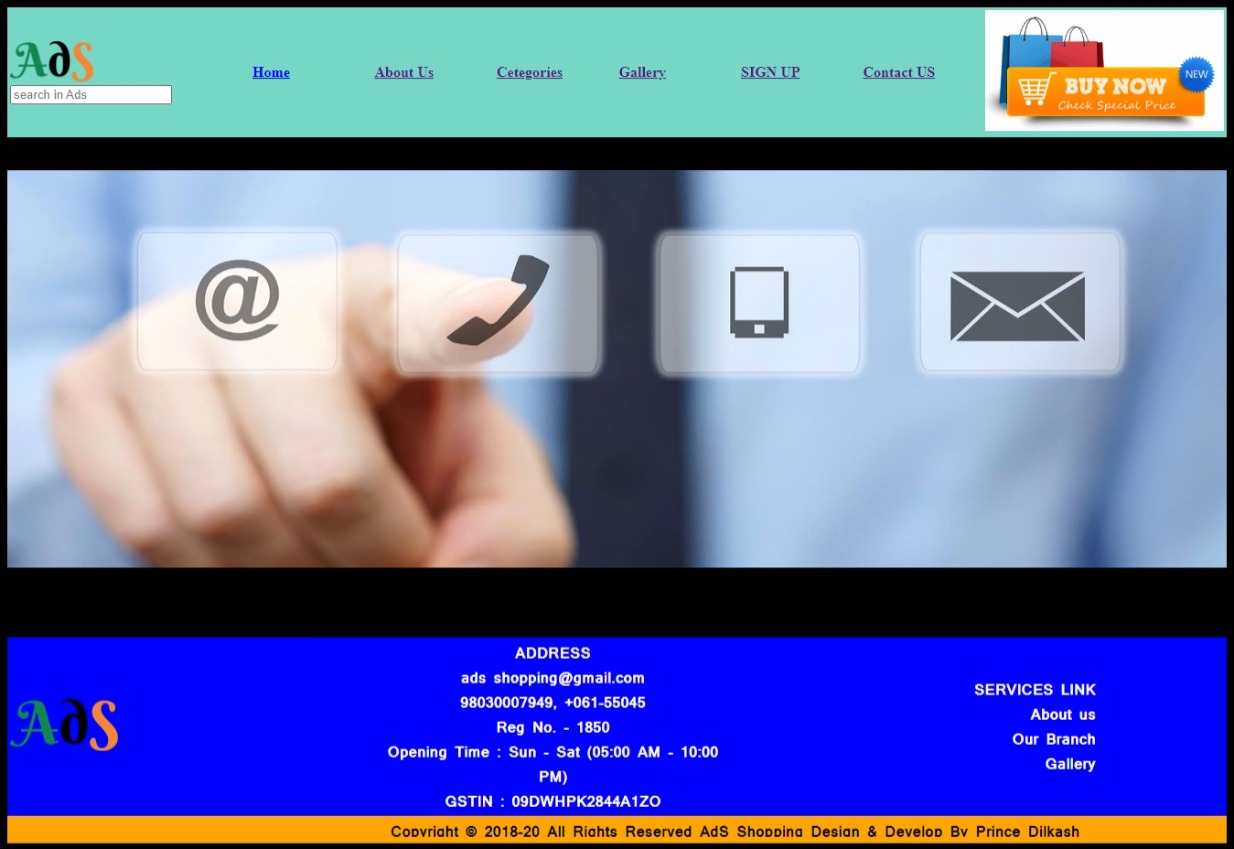 AdS
search in Ads
Home
About Us
Cetegories
Gallery
SIGN UP
Contact US
BUY NOW
Check Special Price
NEW
@
AdS
ADDRESS
ads shopping@gmail.com
98030007949, +061-55045
Reg No. - 1850
Opening Time : Sun - Sat (05:00 AM - 10:00
PM)
GSTIN : 09DWHPK2844A1ZO
SERVICES LINK
About us
Our Branch
Gallery
Copyright © 2018-20 All Rights Reserved AdS Shopping Design & Develop By Prince Dilkash